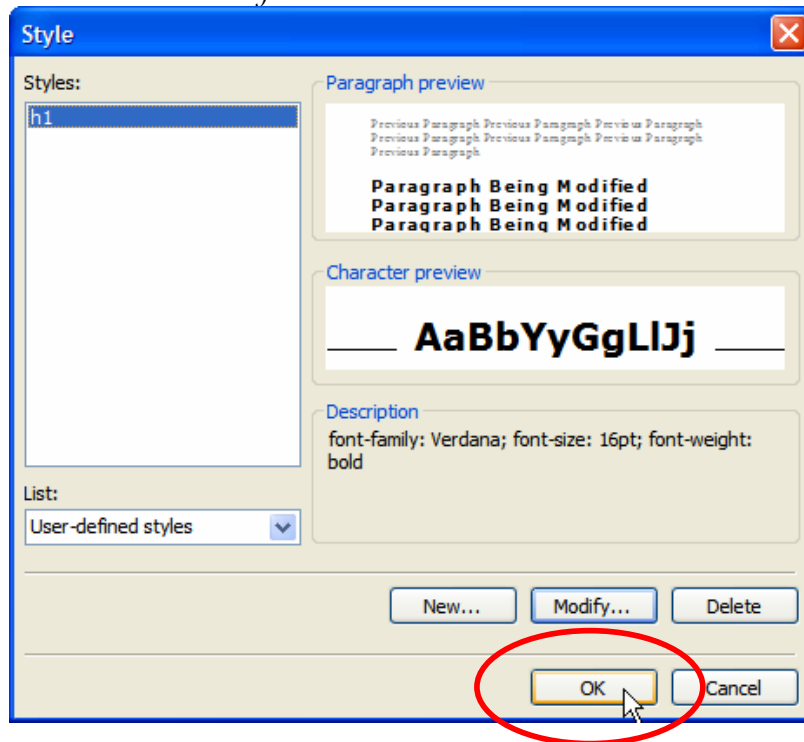 Style
Styles:
h1
List:
User-defined styles
Paragraph preview
Previous Paragraph Previous Paragraph Previous Paragraph
Previous Paragraph Previous Paragraph Previous Paragraph
Previous Paragraph
Paragraph Being Modified
Paragraph Being Modified
Paragraph Being Modified
Character preview
AaBbYyGgLlJj
Description
font-family: Verdana; font-size: 16pt; font-weight:
bold
New... Modify... Delete
OK Cancel